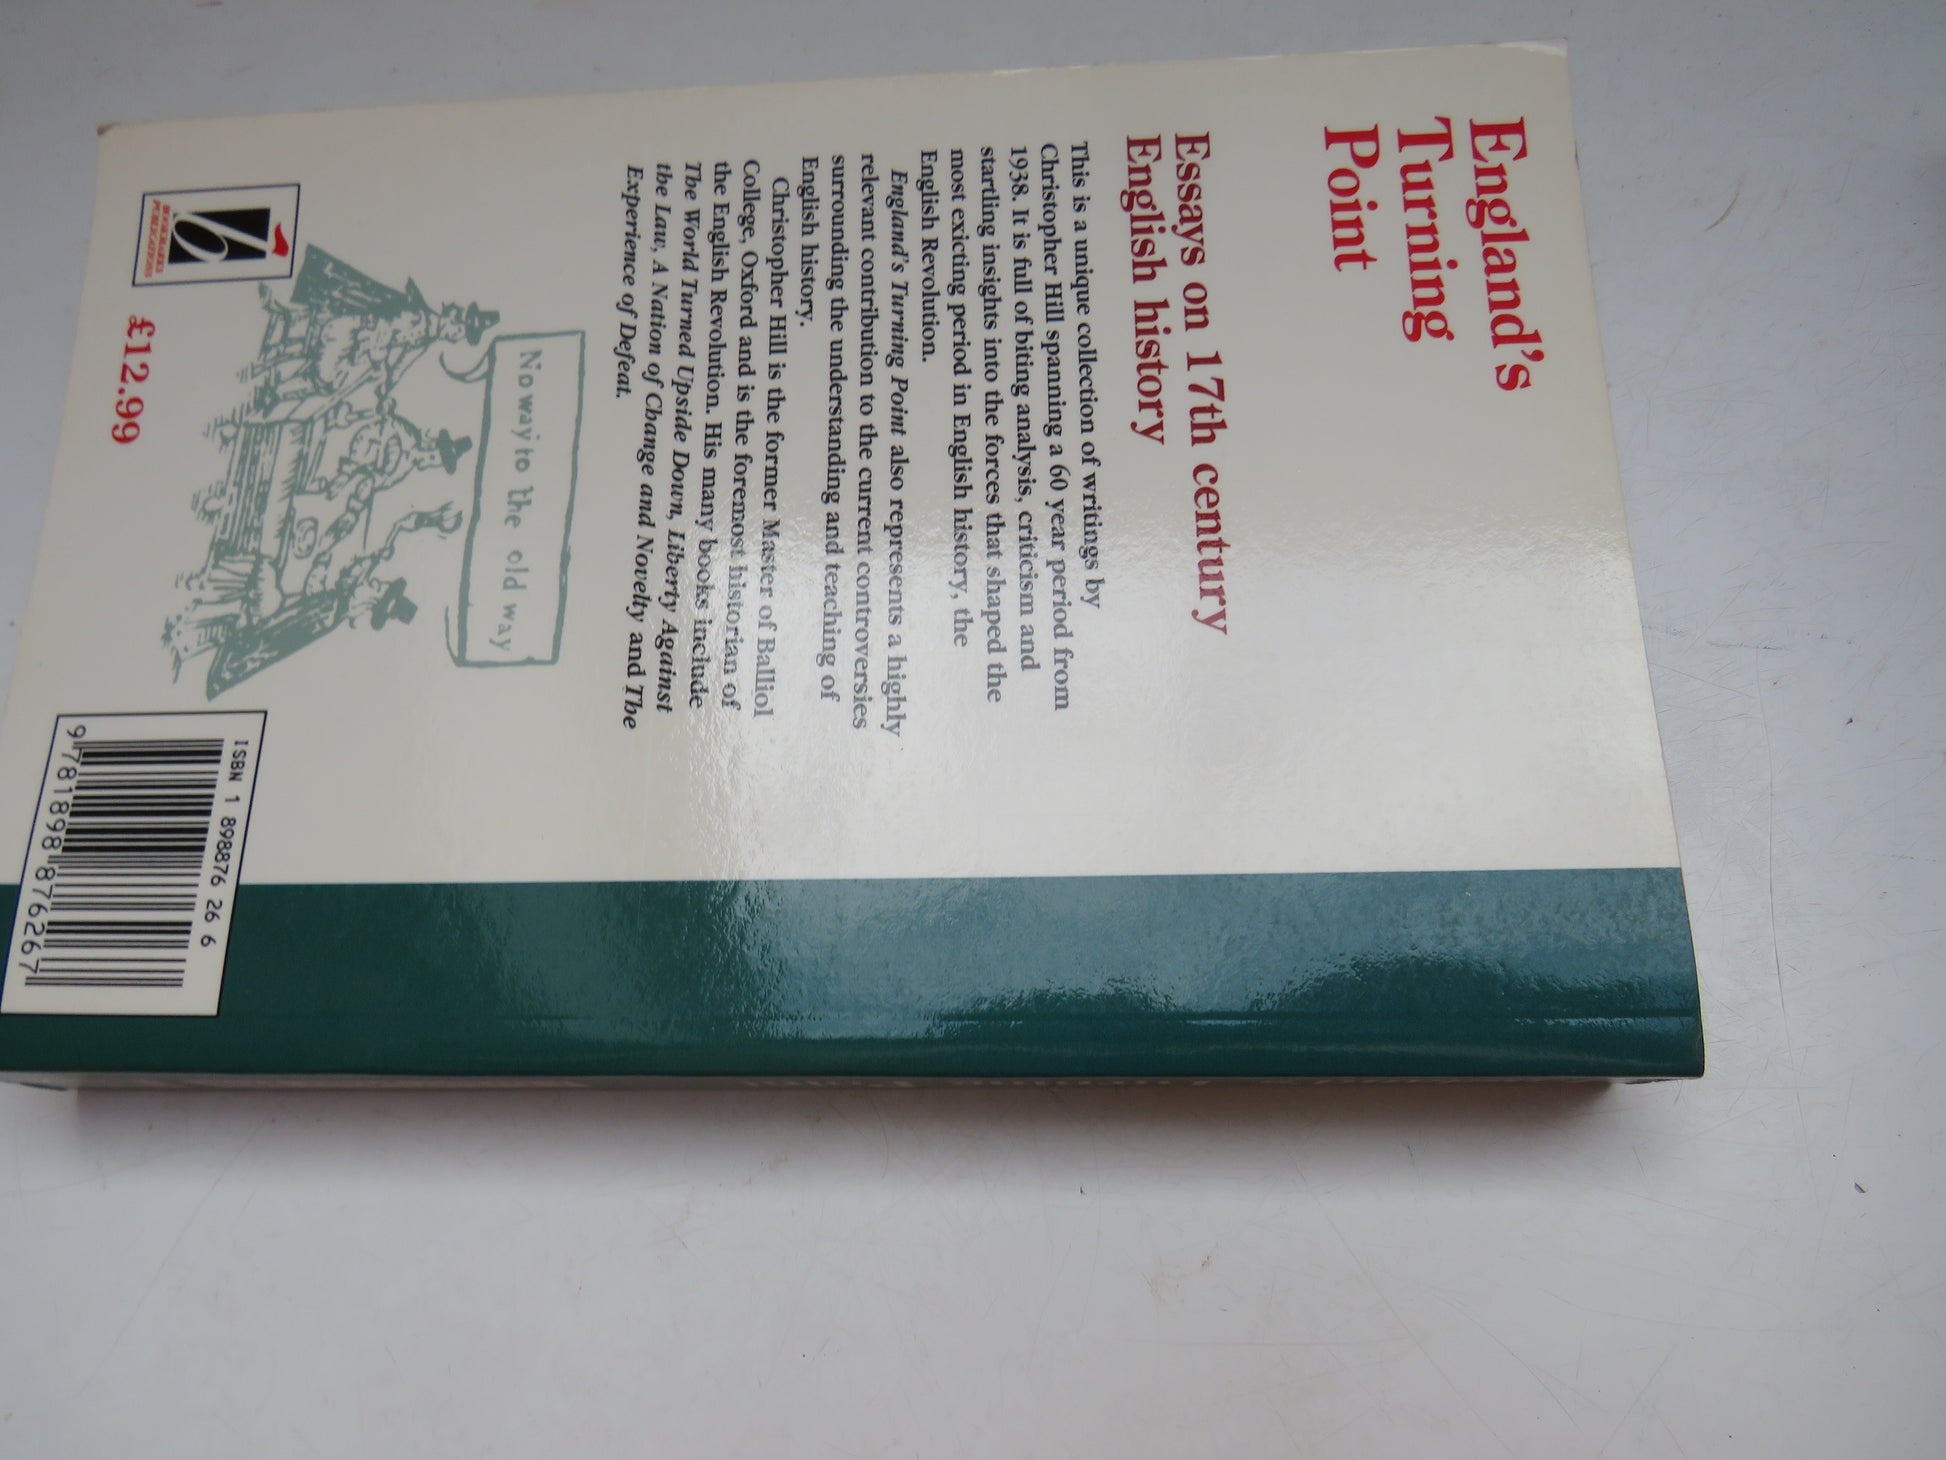 England's
Turning
Point
Essays on 17th century
English history
This is a unique collection of writings by
Christopher Hill spanning a 60 year period from
1938. It is full of biting analysis, criticism and
startling insights into the forces that shaped the
most exicting period in English history, the
English Revolution.
England's Turning Point also represents a highly
relevant contribution to the current controversies
surrounding the understanding and teaching of
English history.
Christopher Hill is the former Master of Balliol
College, Oxford and is the foremost historian of
the English Revolution. His many books include
The World Turned Upside Down, Liberty Against
the Law, A Nation of Change and Novelty and The
Experience of Defeat.
No way to the old way
b
BOOKMARKS
PUBLICATIONS
£12.99
ISBN 1 898876 26 6
9 781898 876267